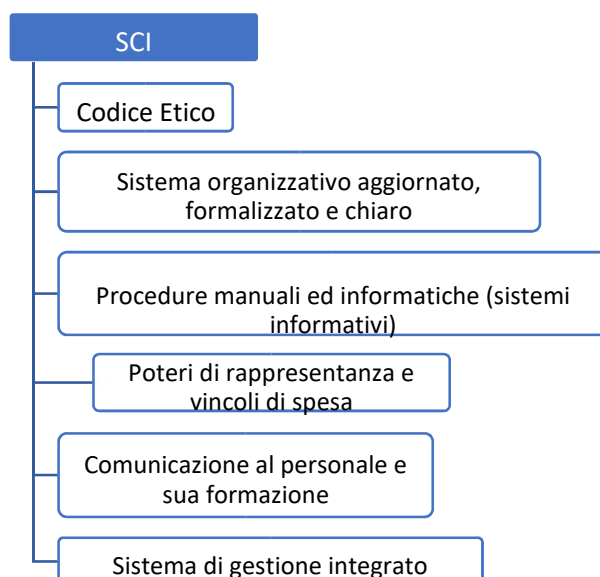 SCI
Codice Etico
Sistema organizzativo aggiornato,
formalizzato e chiaro
Procedure manuali ed informatiche (sistemi
informativi)
Poteri di rappresentanza e
vincoli di spesa
Comunicazione al personale e
sua formazione
Sistema di gestione integrato